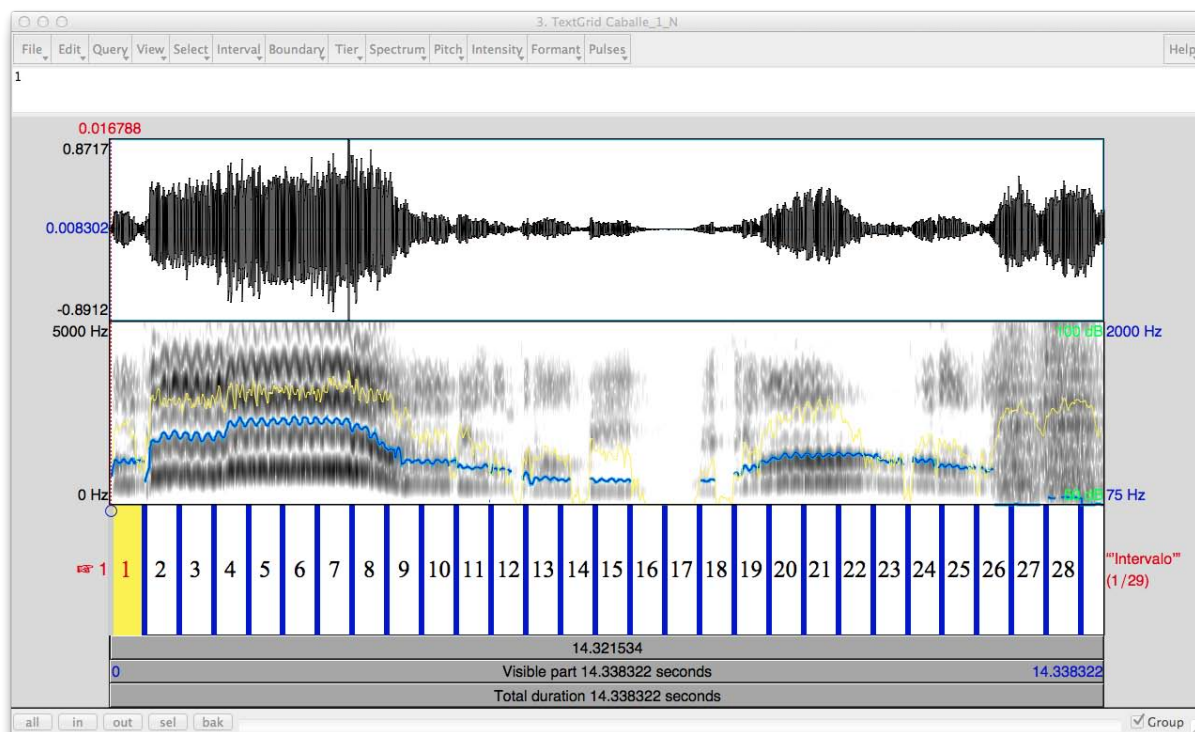 3. TextGrid Caballe_1_N
File Edit Query View Select Interval Boundary Tier Spectrum Pitch Intensity Formant Pulses Help
1
0.016788
0.8717
0.008302
-0.8912
5000 Hz 130 dB 2000 Hz
0 Hz 75 Hz
☞ 1 1 2 3 4 5 6 7 8 9 10 11 12 13 14 15 16 17 18 19 20 21 22 23 24 25 26 27 28 "'Intervalo'"
(1/29)
14.321534
0 Visible part 14.338322 seconds 14.338322
Total duration 14.338322 seconds
all in out sel bak Group